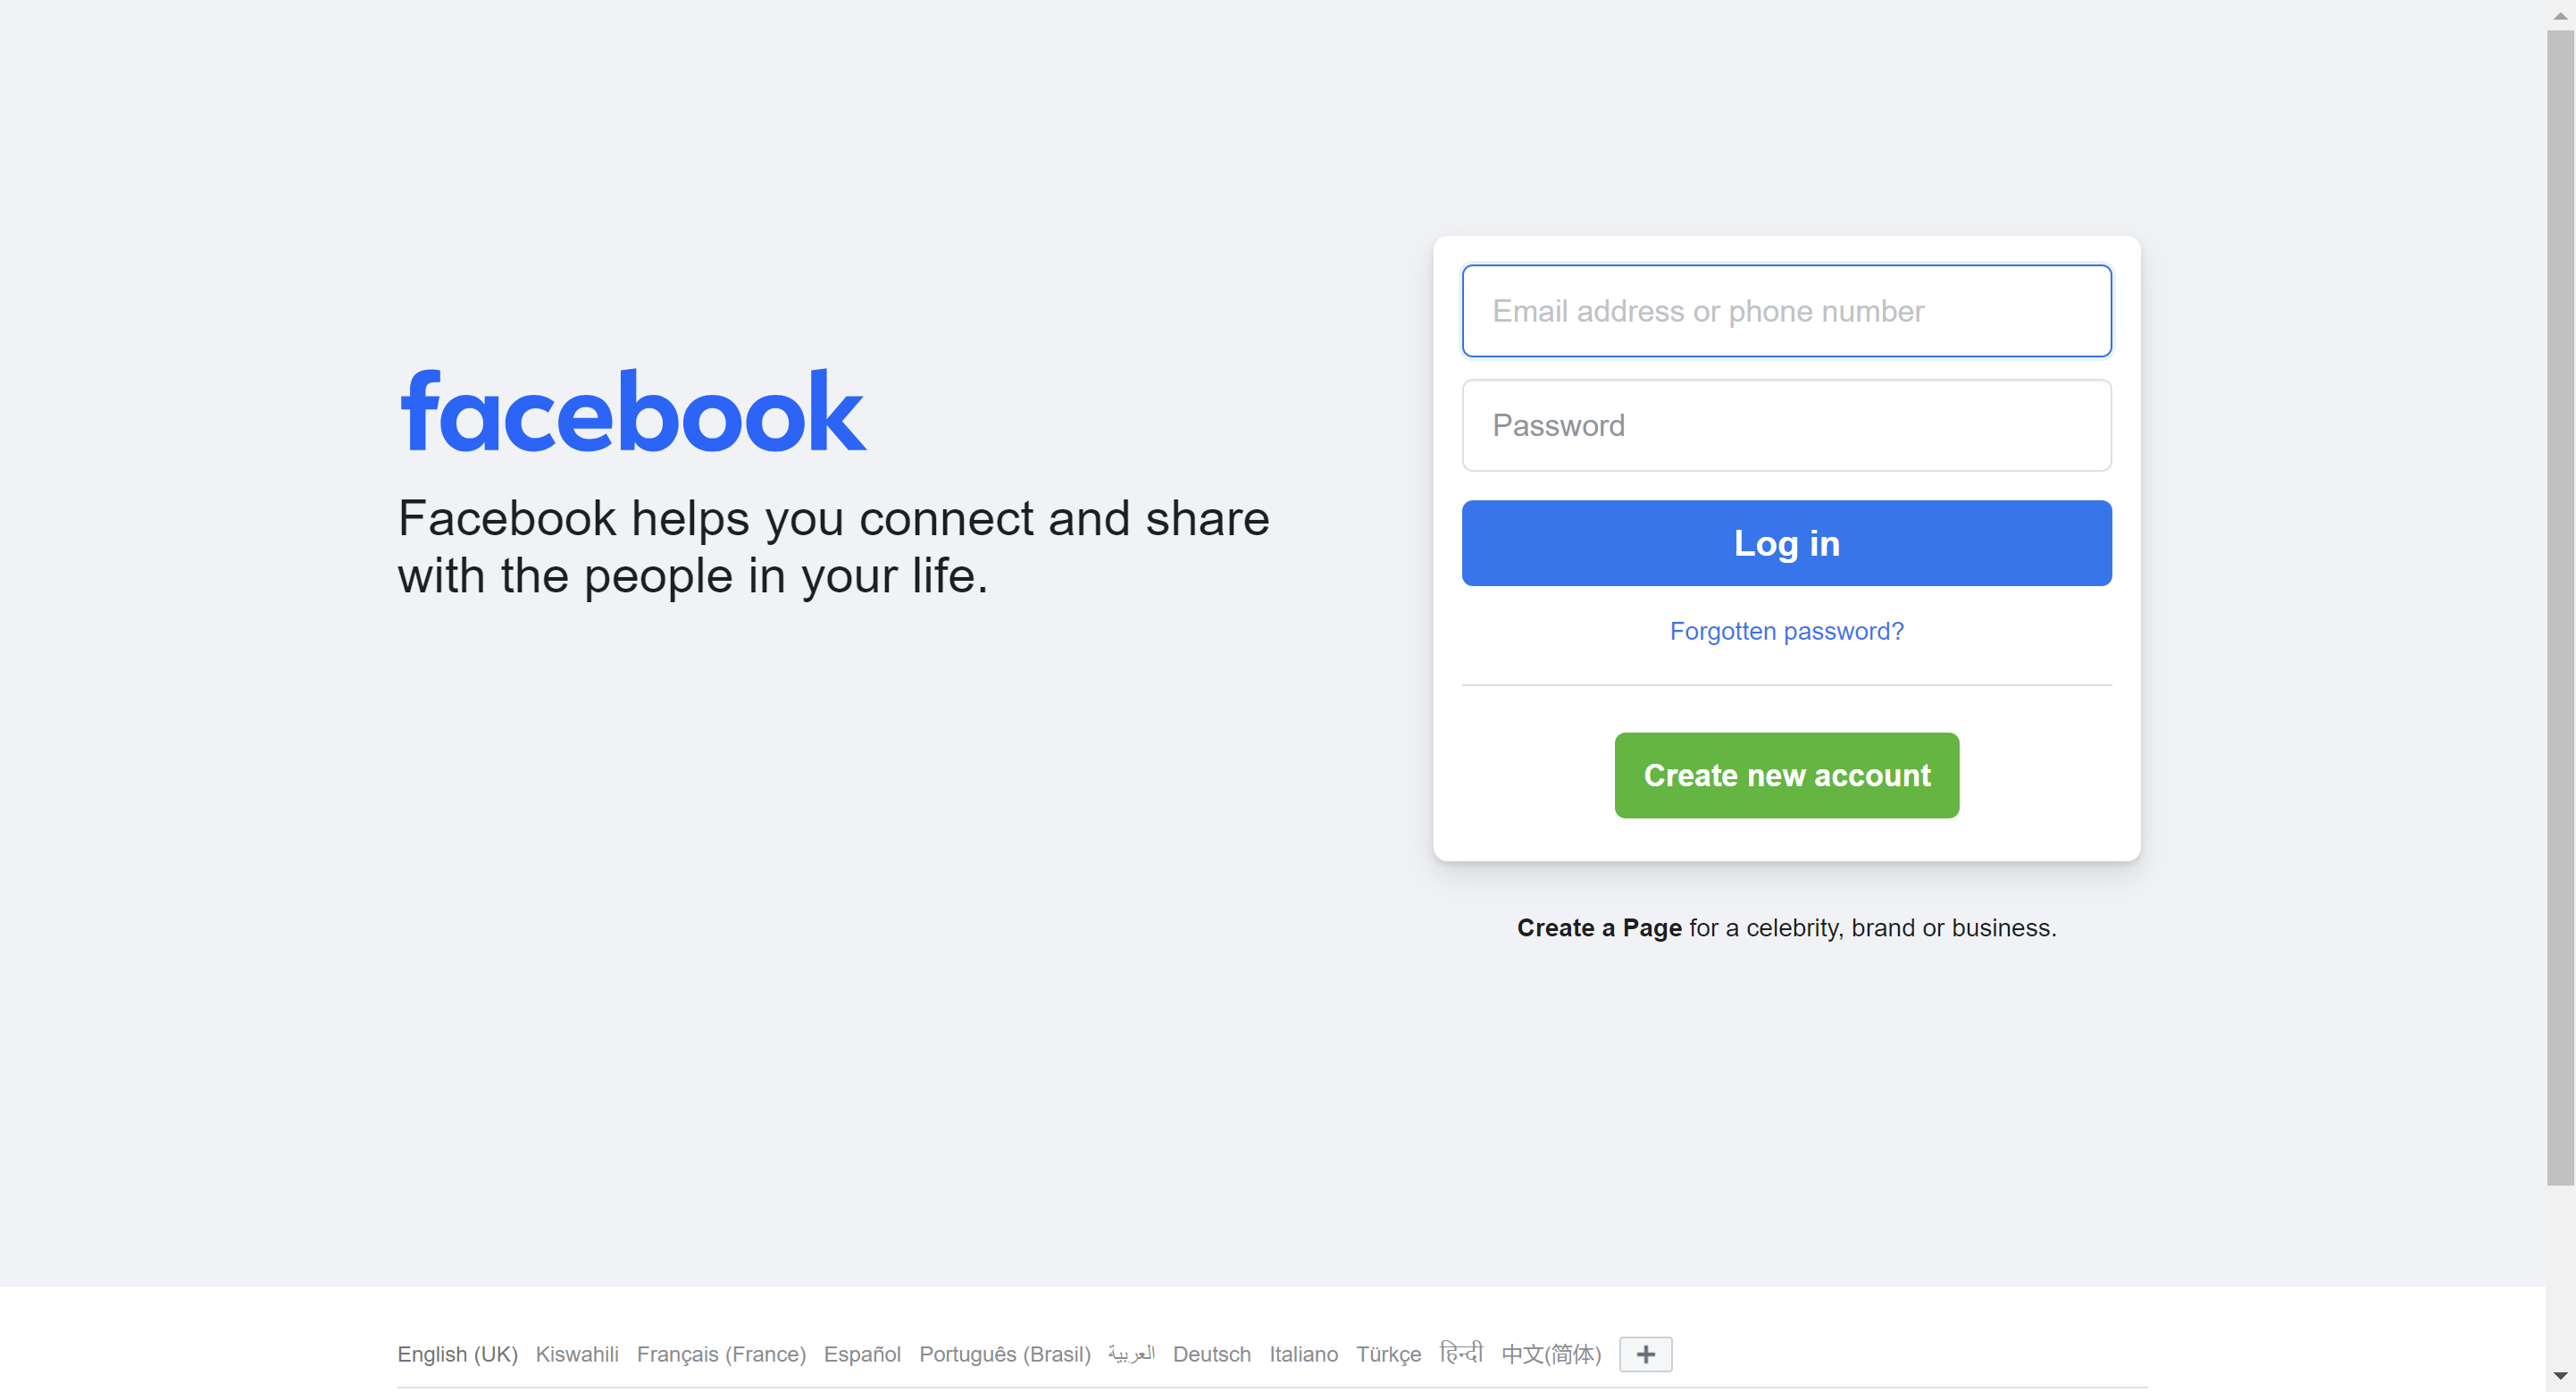 facebook
Facebook helps you connect and share
with the people in your life.
Email address or phone number
Password
Log in
Forgotten password?
Create new account
Create a Page for a celebrity, brand or business.
English (UK) Kiswahili Français (France) Español Português (Brasil) العربية Deutsch Italiano Türkçe हिन्दी 中文(简体)